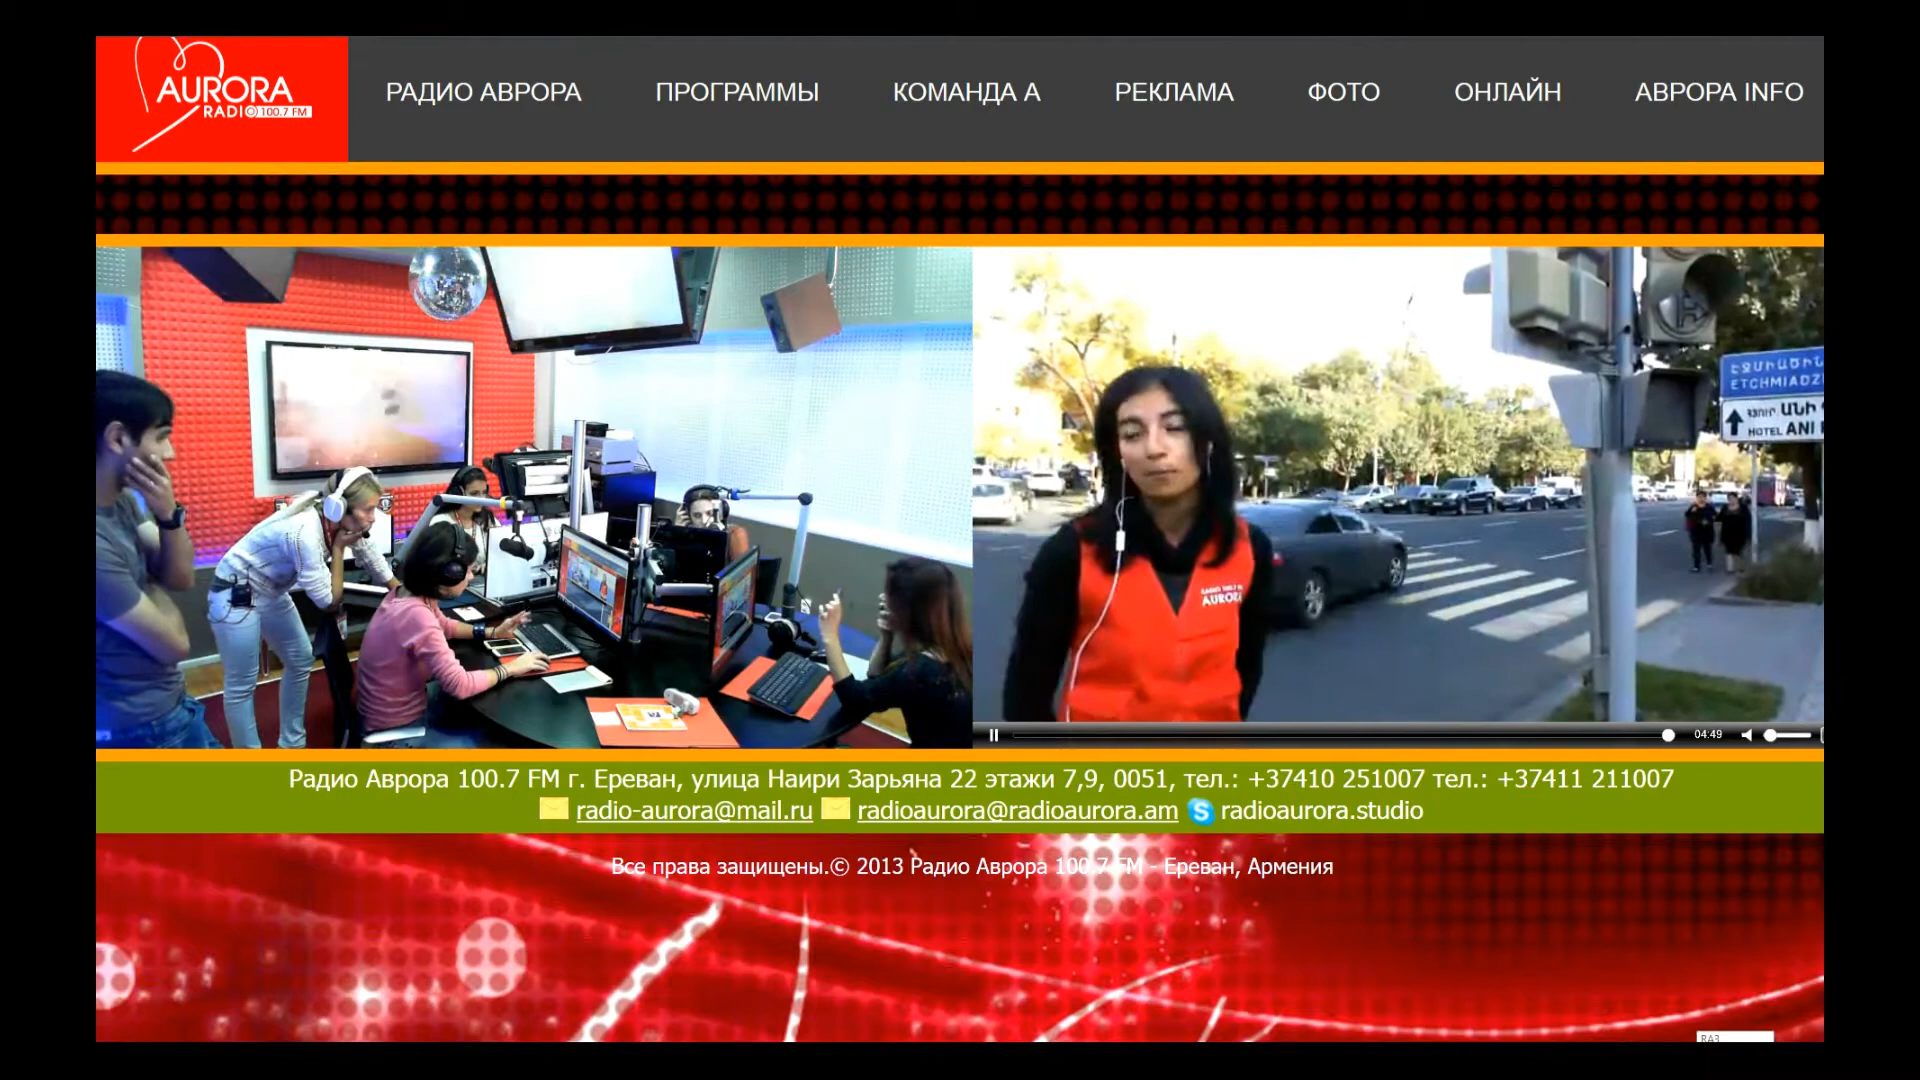 AURORA
RADIO 100.7 FM
РАДИО АВРОРА
ПРОГРАММЫ
КОМАНДА А
РЕКЛАМА
ФОТО
ОНЛАЙН
АВРОРА INFO
ETCHMIADZ
ՀՅՈՒՐ. ԱՆԻ
HOTEL ANI
AURORA
04:49
Радио Аврора 100.7 FM г. Ереван, улица Наири Зарьяна 22 этажи 7,9, 0051, тел.: +37410 251007 тел.: +37411 211007
radio-aurora@mail.ru radioaurora@radioaurora.am radioaurora.studio
Все права защищены.© 2013 Радио Аврора 100.7 FM - Ереван, Армения